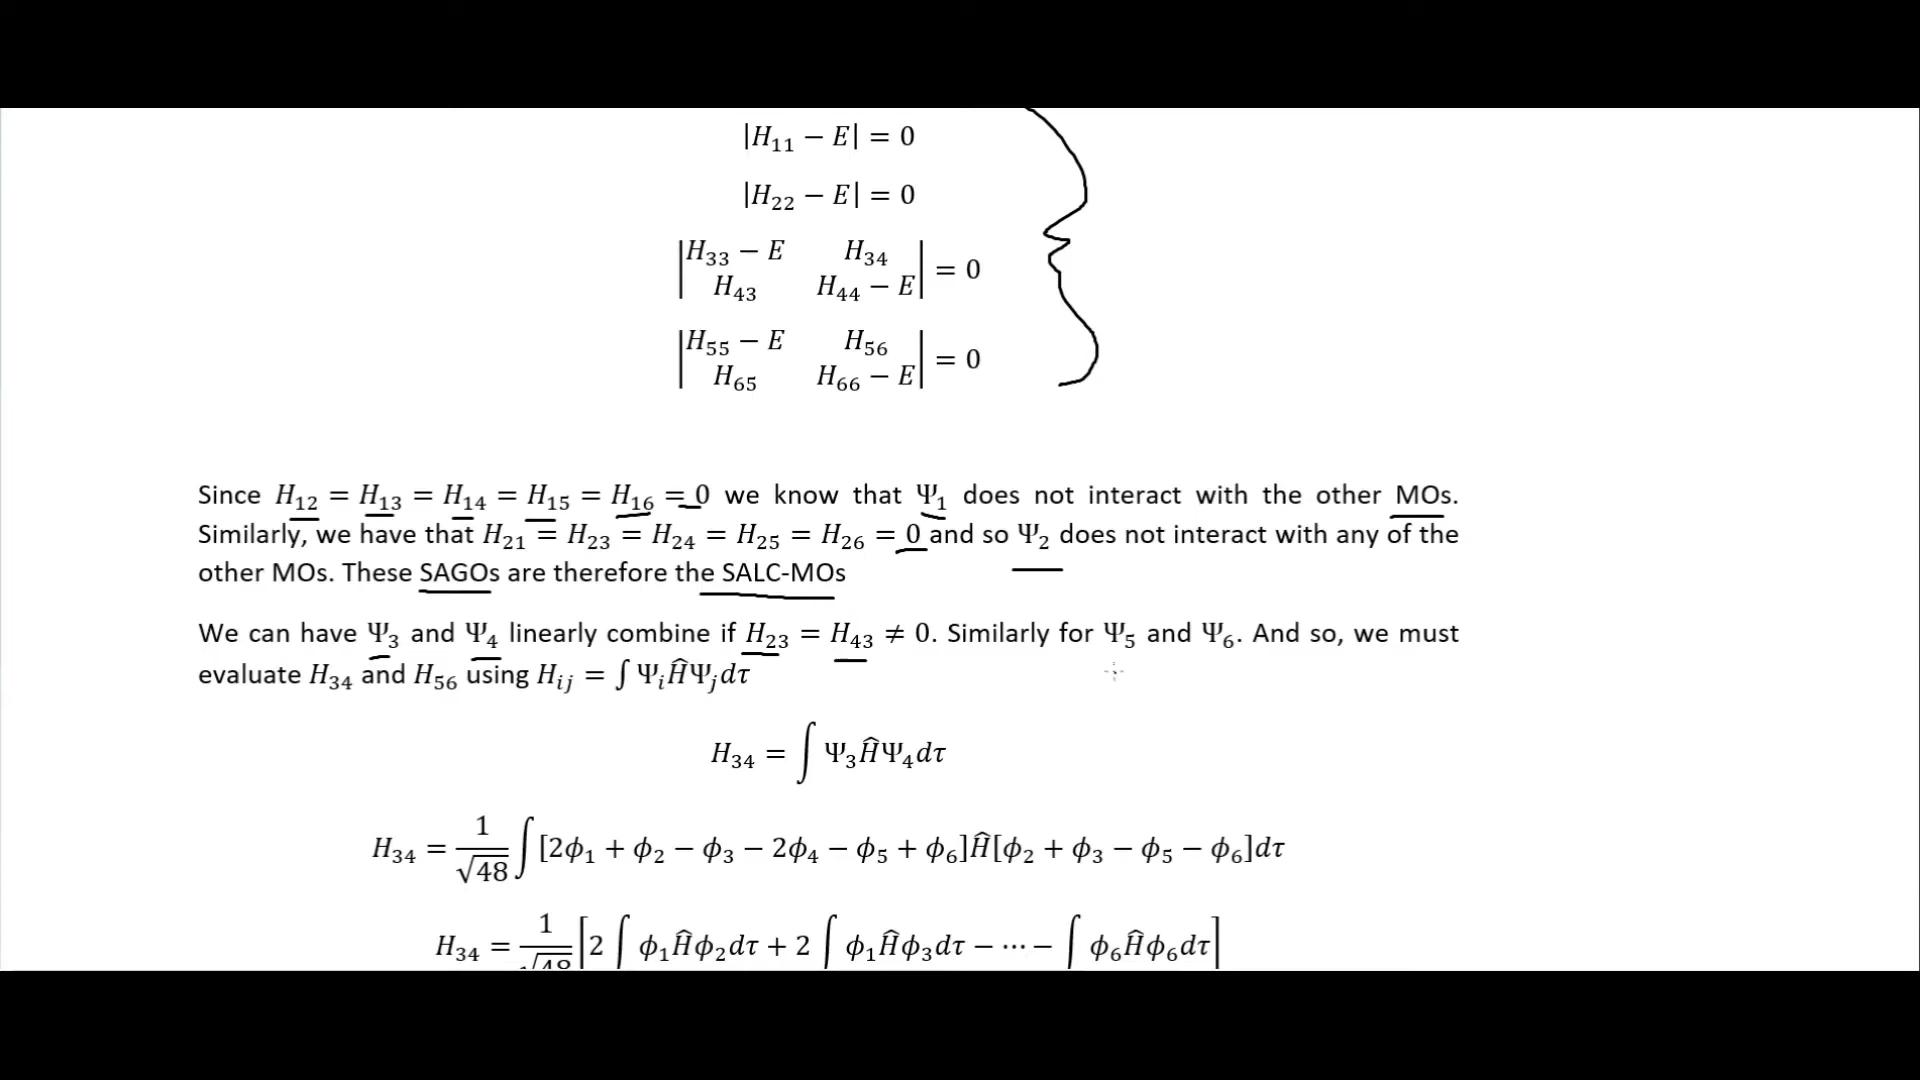 |H₁₁ − E| = 0
|H₂₂ − E| = 0
|H₃₃ − E  H₃₄|
|H₄₃  H₄₄ − E| = 0
|H₅₅ − E  H₅₆|
|H₆₅  H₆₆ − E| = 0
Since H₁₂ = H₁₃ = H₁₄ = H₁₅ = H₁₆ = 0 we know that Ψ₁ does not interact with the other MOs.
Similarly, we have that H₂₁ = H₂₃ = H₂₄ = H₂₅ = H₂₆ = 0 and so Ψ₂ does not interact with any of the
other MOs. These SAGOs are therefore the SALC-MOs
We can have Ψ₃ and Ψ₄ linearly combine if H₂₃ = H₄₃ ≠ 0. Similarly for Ψ₅ and Ψ₆. And so, we must
evaluate H₃₄ and H₅₆ using Hᵢⱼ = ∫ ΨᵢĤΨⱼdτ
H₃₄ = ∫ Ψ₃ĤΨ₄dτ
H₃₄ = 1/√48 ∫ [2ϕ₁ + ϕ₂ − ϕ₃ − 2ϕ₄ − ϕ₅ + ϕ₆]Ĥ[ϕ₂ + ϕ₃ − ϕ₅ − ϕ₆]dτ
H₃₄ = 1/√48 [2 ∫ ϕ₁Ĥϕ₂dτ + 2 ∫ ϕ₁Ĥϕ₃dτ − ⋯ − ∫ ϕ₆Ĥϕ₆dτ]